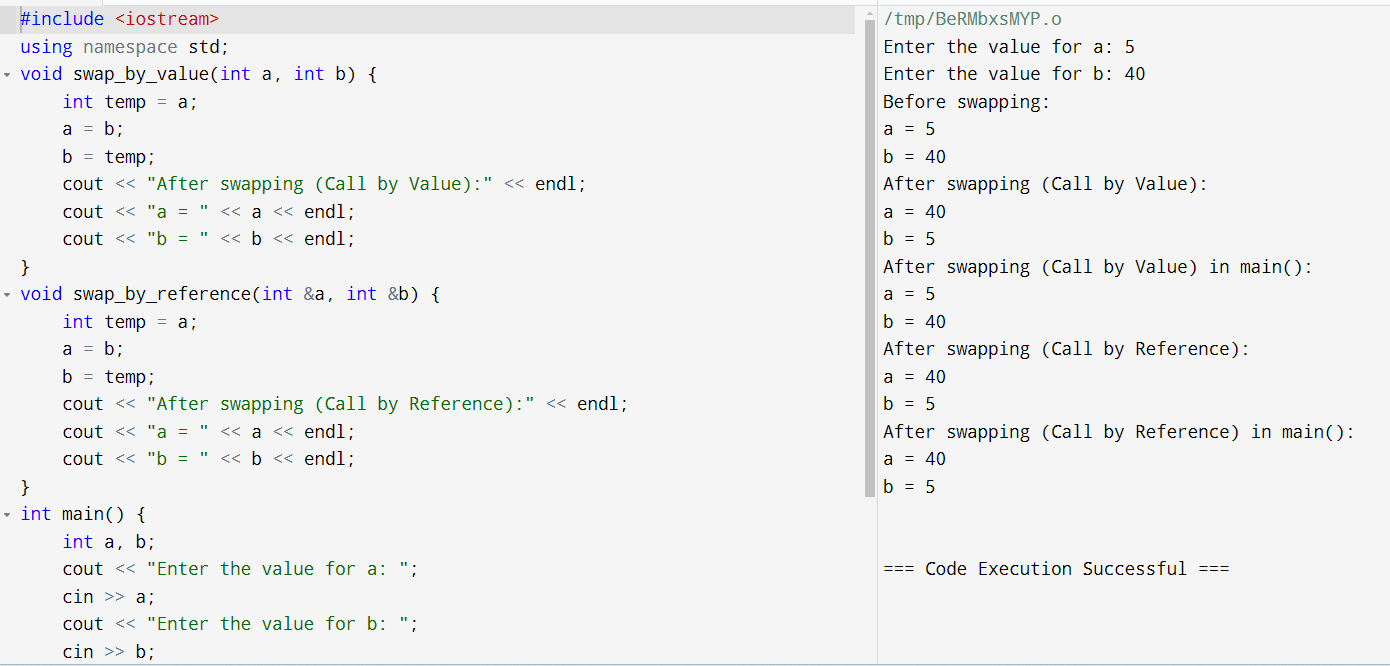 #include <iostream>
using namespace std;
void swap_by_value(int a, int b) {
    int temp = a;
    a = b;
    b = temp;
    cout << "After swapping (Call by Value):" << endl;
    cout << "a = " << a << endl;
    cout << "b = " << b << endl;
}
void swap_by_reference(int &a, int &b) {
    int temp = a;
    a = b;
    b = temp;
    cout << "After swapping (Call by Reference):" << endl;
    cout << "a = " << a << endl;
    cout << "b = " << b << endl;
}
int main() {
    int a, b;
    cout << "Enter the value for a: ";
    cin >> a;
    cout << "Enter the value for b: ";
    cin >> b;
/tmp/BeRMbxsMYP.o
Enter the value for a: 5
Enter the value for b: 40
Before swapping:
a = 5
b = 40
After swapping (Call by Value):
a = 40
b = 5
After swapping (Call by Value) in main():
a = 5
b = 40
After swapping (Call by Reference):
a = 40
b = 5
After swapping (Call by Reference) in main():
a = 40
b = 5
=== Code Execution Successful ===